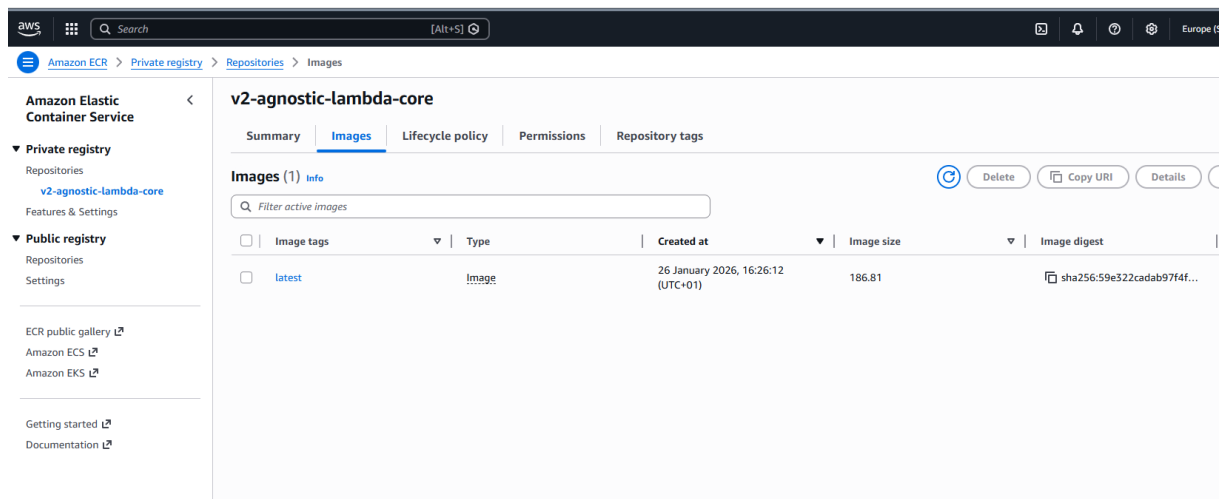 aws
Search [Alt+S] Europe (S
Amazon ECR > Private registry > Repositories > Images
Amazon Elastic
Container Service
Private registry
Repositories
v2-agnostic-lambda-core
Features & Settings
Public registry
Repositories
Settings
ECR public gallery
Amazon ECS
Amazon EKS
Getting started
Documentation
v2-agnostic-lambda-core
Summary Images Lifecycle policy Permissions Repository tags
Images (1) Info
Delete Copy URI Details
Filter active images
Image tags Type Created at Image size Image digest
latest Image 26 January 2026, 16:26:12 186.81 sha256:59e322cadab97f4f...
(UTC+01)